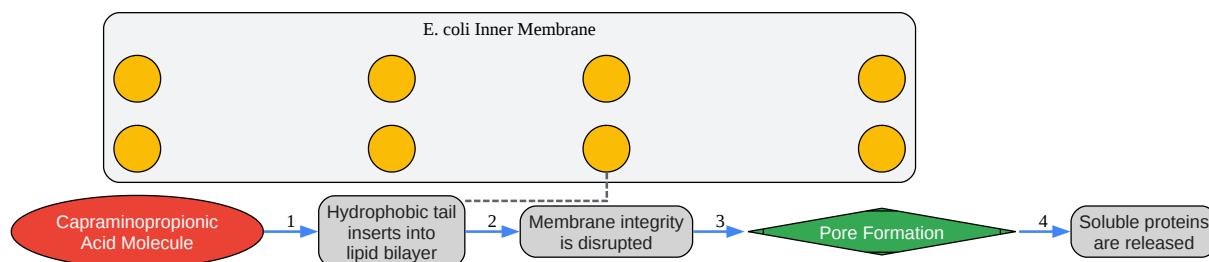 E. coli Inner Membrane
Capraminopropionic
Acid Molecule
1
Hydrophobic tail
inserts into
lipid bilayer
2
Membrane integrity
is disrupted
3
Pore Formation
4
Soluble proteins
are released